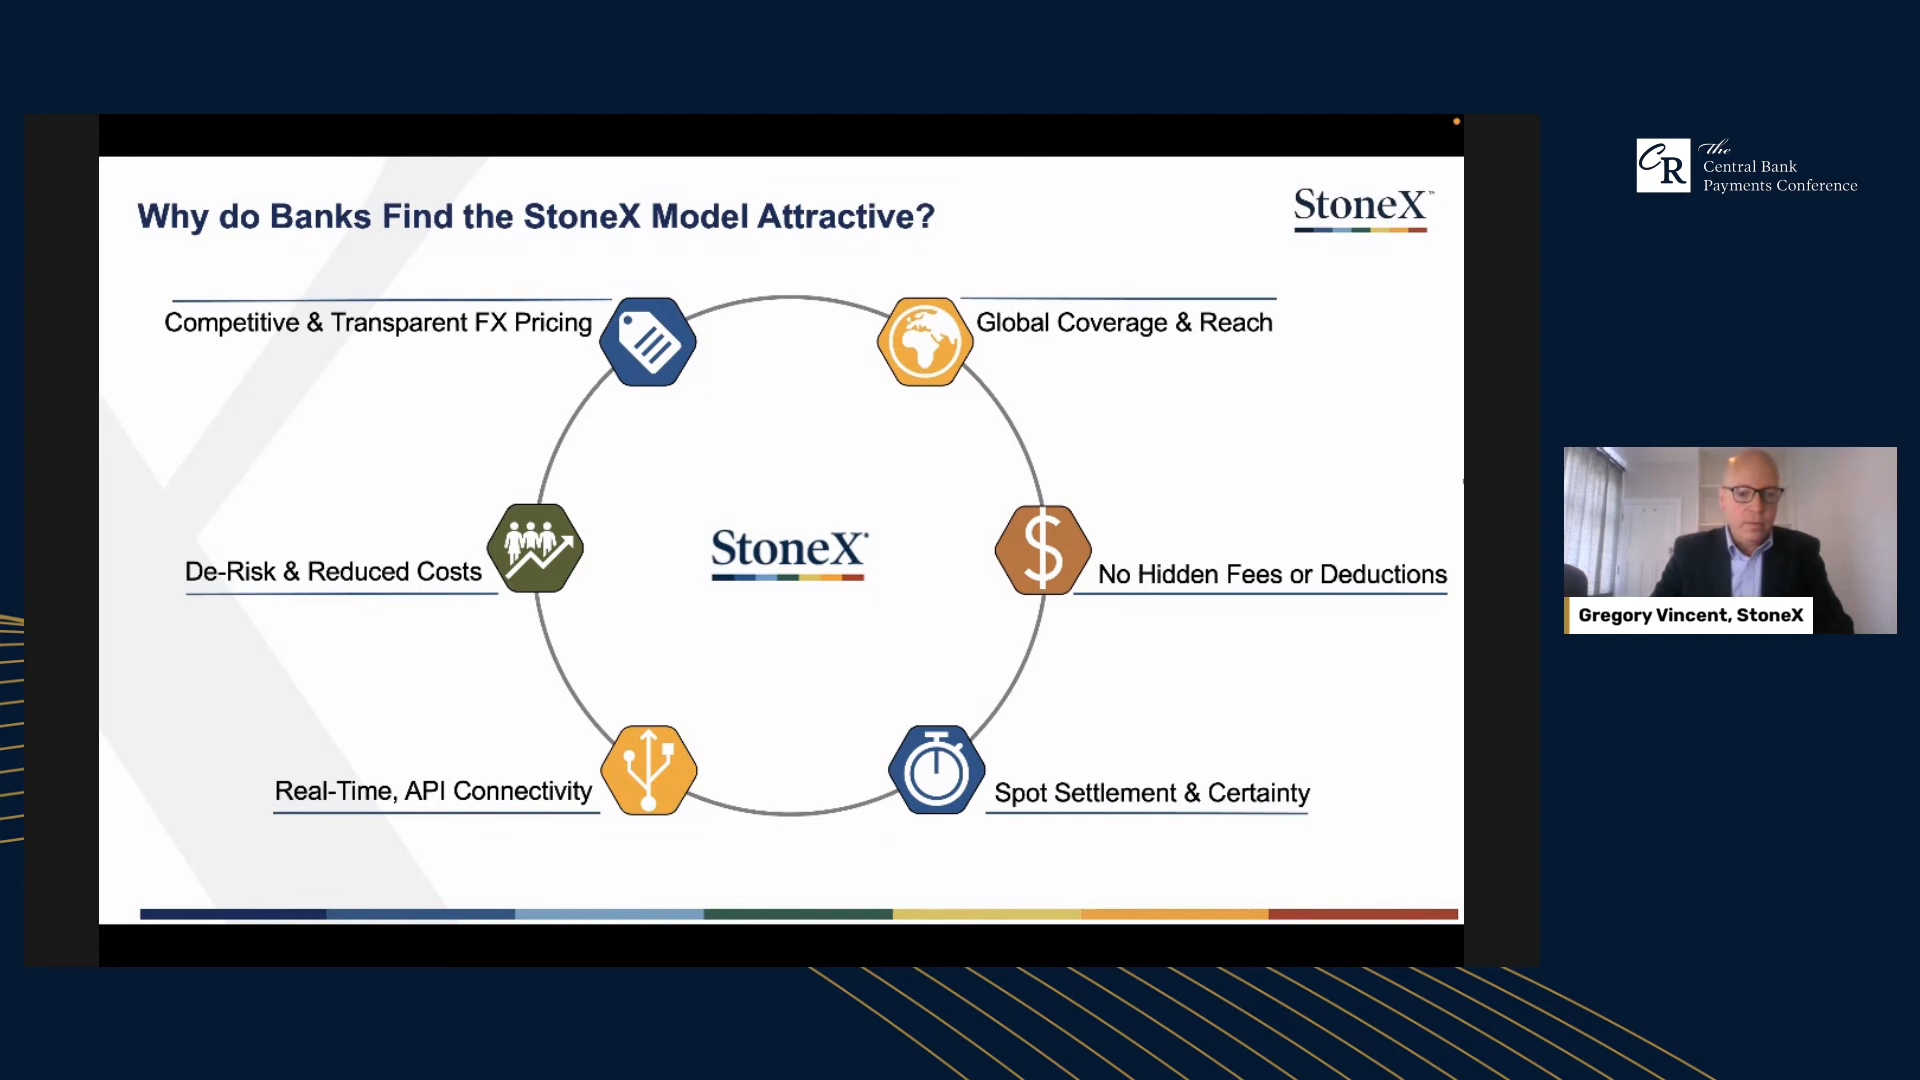 Why do Banks Find the StoneX Model Attractive?
StoneX™
Competitive & Transparent FX Pricing
Global Coverage & Reach
De-Risk & Reduced Costs
StoneX®
$
No Hidden Fees or Deductions
Real-Time, API Connectivity
Spot Settlement & Certainty
CR
The
Central Bank
Payments Conference
Gregory Vincent, StoneX